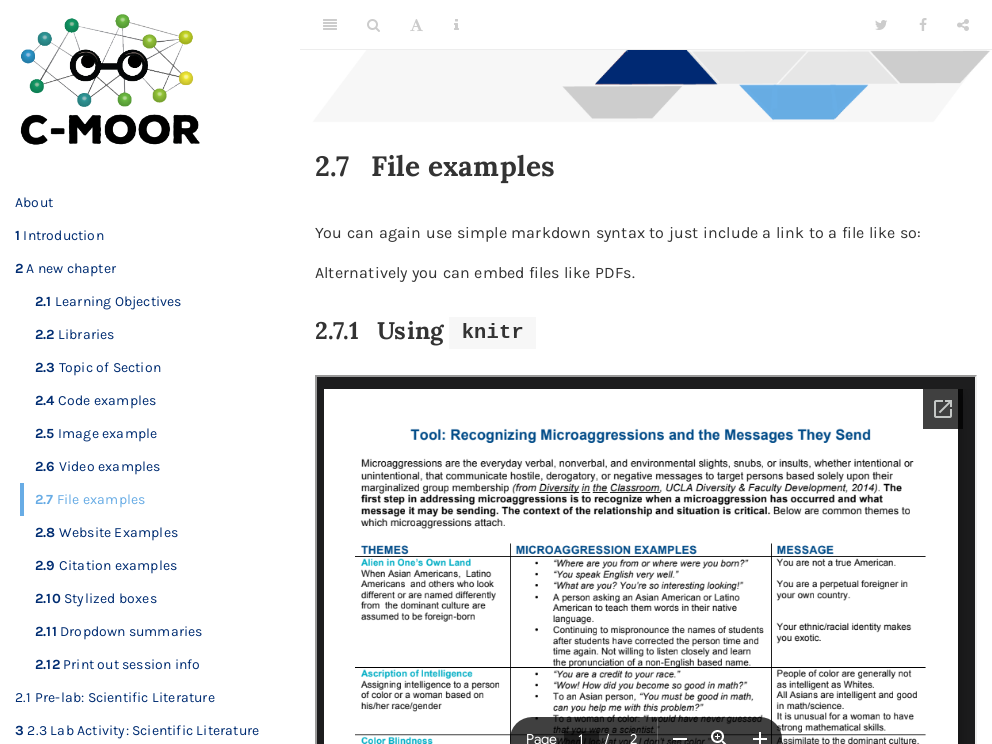 C-MOOR
About
1 Introduction
2 A new chapter
2.1 Learning Objectives
2.2 Libraries
2.3 Topic of Section
2.4 Code examples
2.5 Image example
2.6 Video examples
2.7 File examples
2.8 Website Examples
2.9 Citation examples
2.10 Stylized boxes
2.11 Dropdown summaries
2.12 Print out session info
2.1 Pre-lab: Scientific Literature
3 2.3 Lab Activity: Scientific Literature
A
2.7 File examples
You can again use simple markdown syntax to just include a link to a file like so:
Alternatively you can embed files like PDFs.
2.7.1 Using knitr
Tool: Recognizing Microaggressions and the Messages They Send
Microaggressions are the everyday verbal, nonverbal, and environmental slights, snubs, or insults, whether intentional or
unintentional, that communicate hostile, derogatory, or negative messages to target persons based solely upon their
marginalized group membership (from Diversity in the Classroom, UCLA Diversity & Faculty Development, 2014). The
first step in addressing microaggressions is to recognize when a microaggression has occurred and what
message it may be sending. The context of the relationship and situation is critical. Below are common themes to
which microaggressions attach.
THEMES
MICROAGGRESSION EXAMPLES
MESSAGE
Alien in One's Own Land
When Asian Americans, Latino
Americans and others who look
different or are named differently
from the dominant culture are
assumed to be foreign-born
• "Where are you from or where were you born?"
• "You speak English very well."
• "What are you? You're so interesting looking!"
• A person asking an Asian American or Latino
American to teach them words in their native
language.
• Continuing to mispronounce the names of students
after students have corrected the person time and
time again. Not willing to listen closely and learn
the pronunciation of a non-English based name.
You are not a true American.
You are a perpetual foreigner in
your own country.
Your ethnic/racial identity makes
you exotic.
Ascription of Intelligence
Assigning intelligence to a person
of color or a woman based on
his/her race/gender
• "You are a credit to your race."
• "Wow! How did you become so good in math?"
• To an Asian person, "You must be good in math,
can you help me with this problem?"
• To a woman of color: "I would have never guessed
that you were a scientist."
People of color are generally not
as intelligent as Whites.
All Asians are intelligent and good
in math/science.
It is unusual for a woman to have
strong mathematical skills.
Color Blindness
Assimilate to the dominant culture.
Page 1 / 2